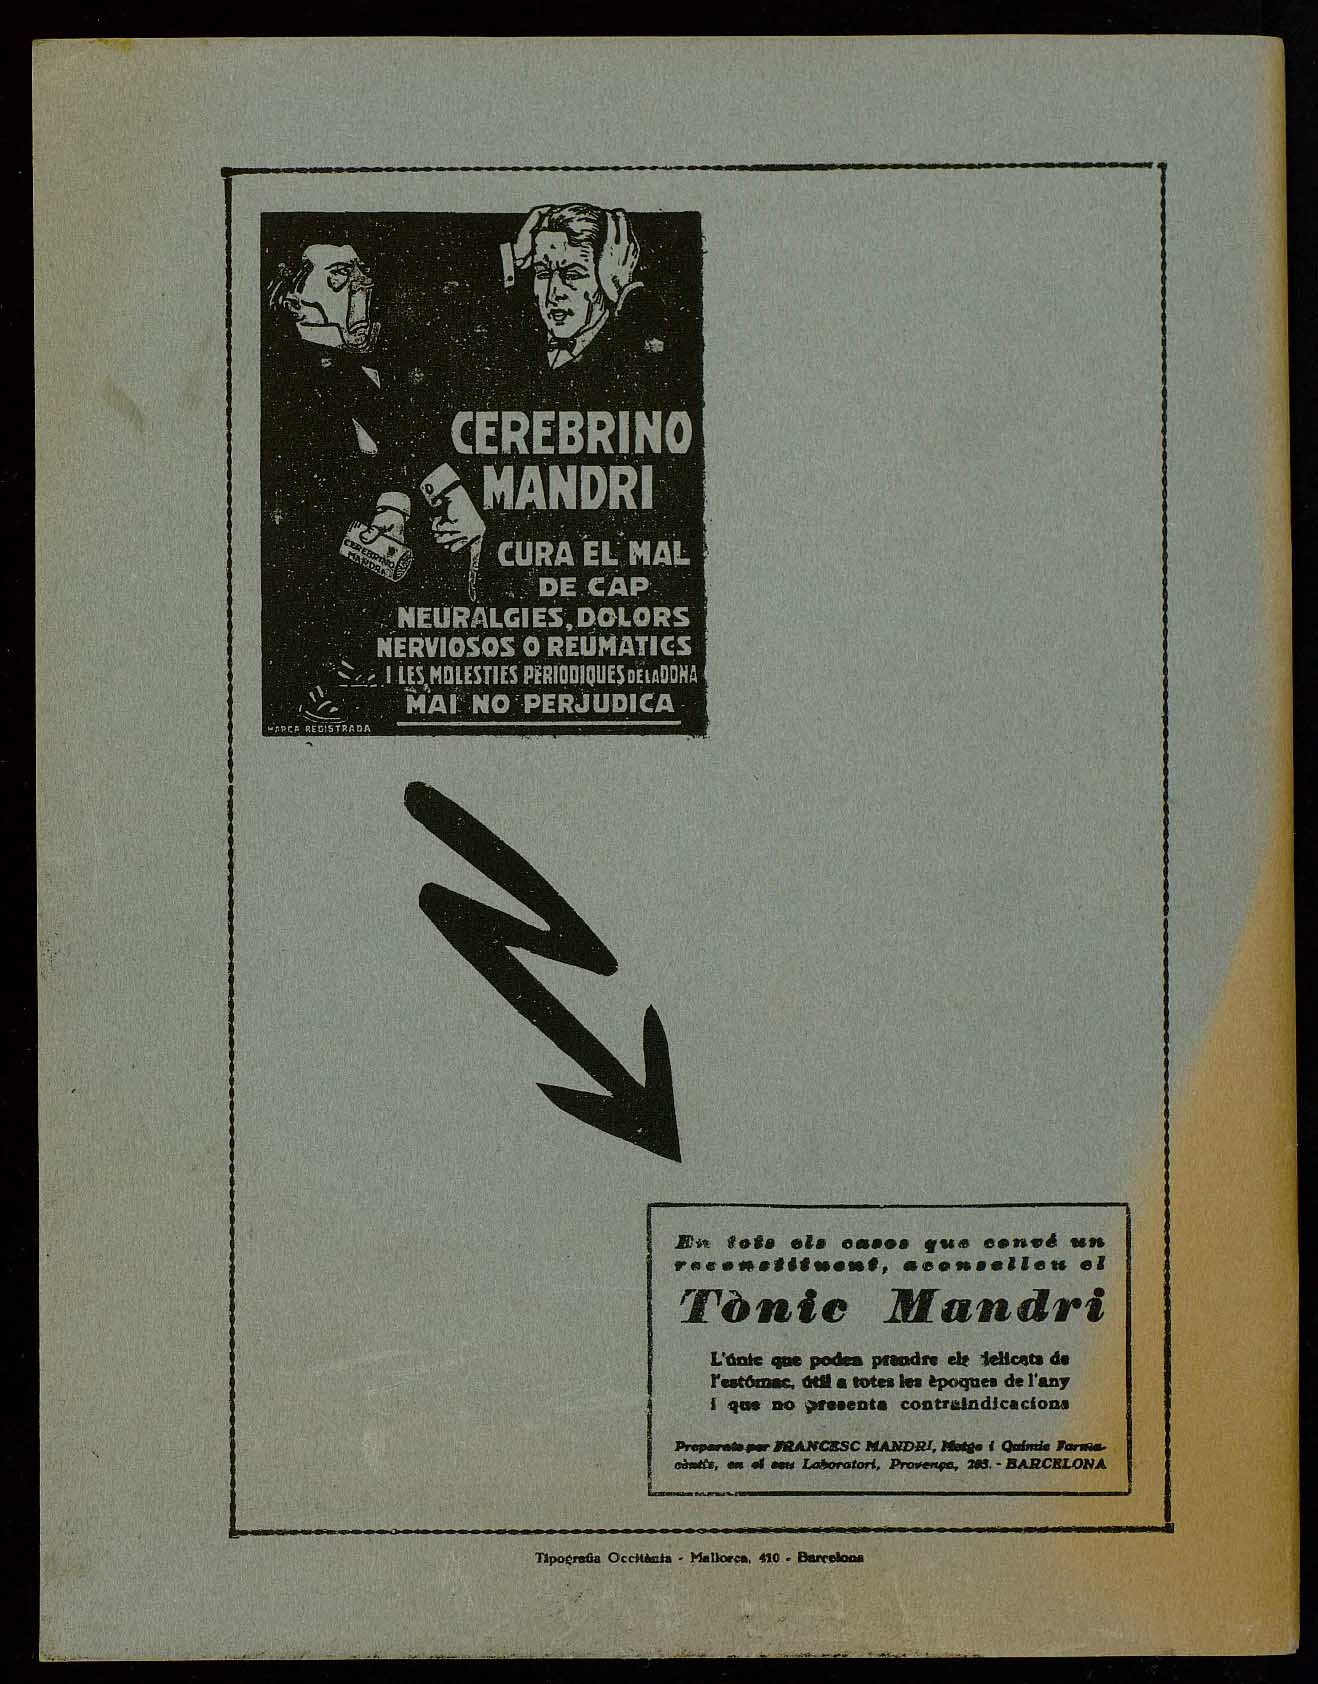 CEREBRINO
MANDRI
CEREBRINO
MANDRI
CURA EL MAL
DE CAP
NEURALGIES, DOLORS
NERVIOSOS O REUMATICS
I LES MOLESTIES PERIODIQUES DE LA DONA
MAI NO PERJUDICA
MARCA REGISTRADA
En tots els casos que convé un
reconstituent, aconselleu el
Tònic Mandri
L'únic que poden prendre els delicats de
l'estómac, útil a totes les èpoques de l'any
i que no presenta contraindicacions
Preparats per FRANCESC MANDRI, Metge i Químic Farma-
cèutic, en el seu Laboratori, Provença, 203. - BARCELONA
Tipografia Occitània - Mallorca, 410 - Barcelona